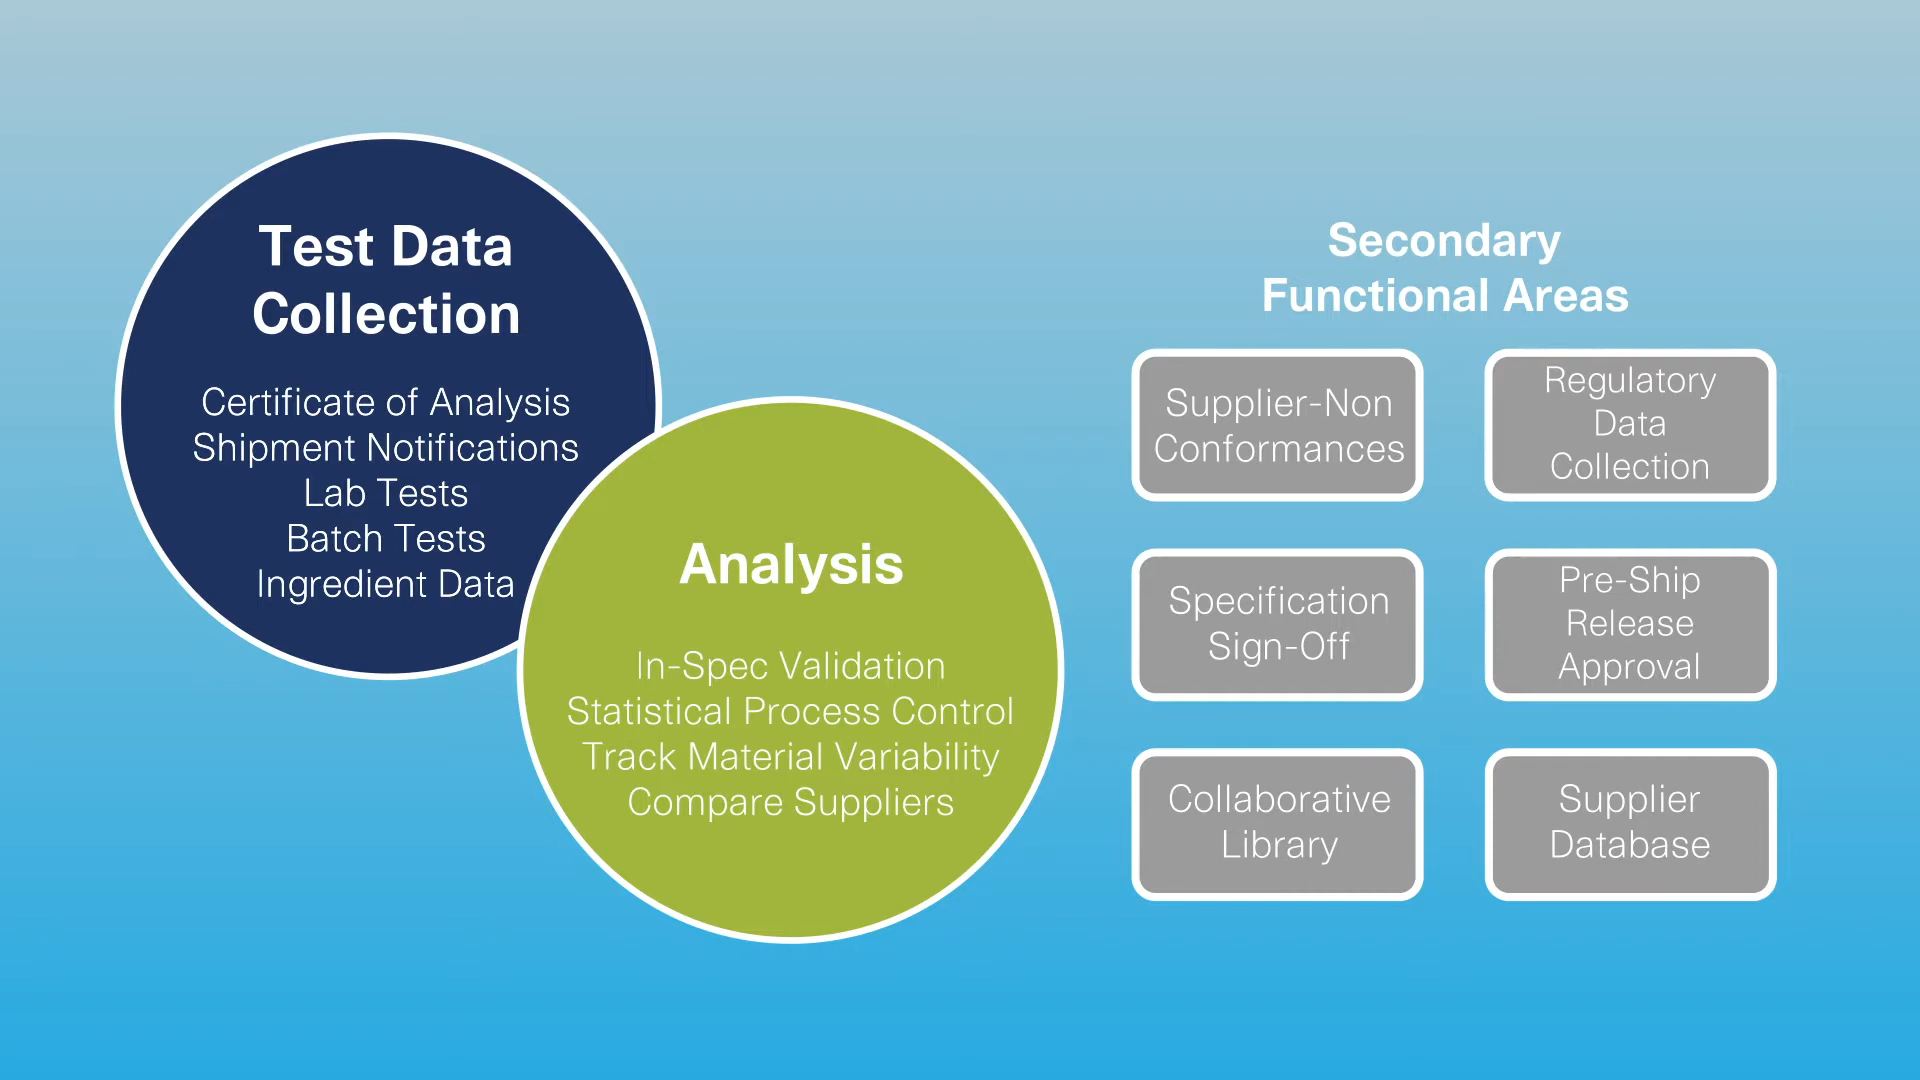 Test Data
Collection
Certificate of Analysis
Shipment Notifications
Lab Tests
Batch Tests
Ingredient Data
Analysis
In-Spec Validation
Statistical Process Control
Track Material Variability
Compare Suppliers
Secondary
Functional Areas
Supplier-Non
Conformances
Regulatory
Data
Collection
Specification
Sign-Off
Pre-Ship
Release
Approval
Collaborative
Library
Supplier
Database